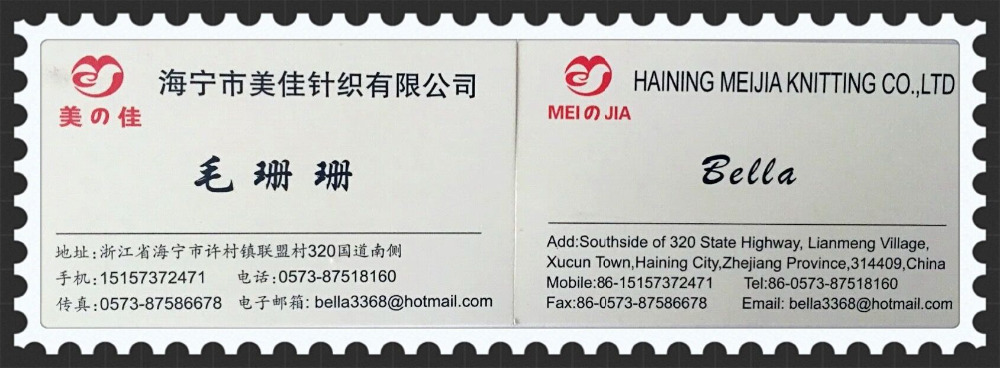 美の佳
海宁市美佳针织有限公司
毛珊珊
地址:浙江省海宁市许村镇联盟村320国道南侧
手机:15157372471 电话:0573-87518160
传真:0573-87586678 电子邮箱: bella3368@hotmail.com
MEIのJIA
HAINING MEIJIA KNITTING CO.,LTD
Bella
Add:Southside of 320 State Highway, Lianmeng Village,
Xucun Town,Haining City,Zhejiang Province,314409,China
Mobile:86-15157372471 Tel:86-0573-87518160
Fax:86-0573-87586678 Email: bella3368@hotmail.com